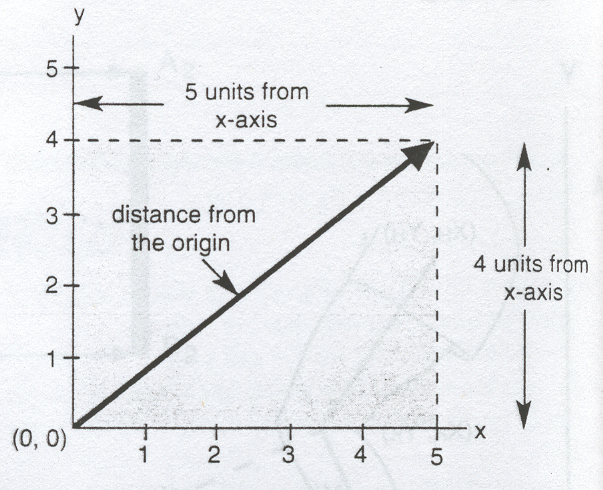 y
5
5 units from
x-axis
4
3
distance from
the origin
4 units from
x-axis
2
1
(0, 0)
x
1
2
3
4
5